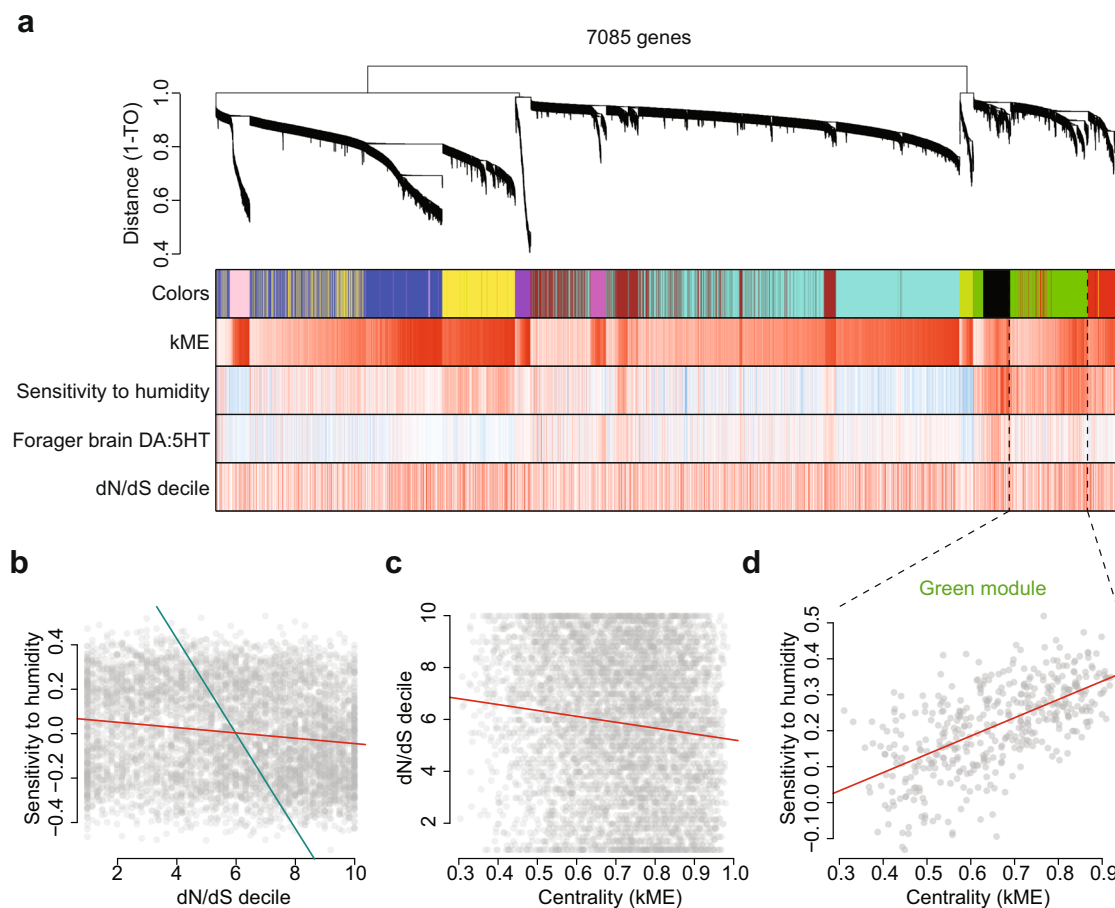 a
7085 genes
Distance (1-TO)
1.0
0.8
0.6
0.4
Colors
kME
Sensitivity to humidity
Forager brain DA:5HT
dN/dS decile
b
Sensitivity to humidity
0.4
0.2
0.0
−0.2
−0.4
2 4 6 8 10
dN/dS decile
c
dN/dS decile
10
8
6
4
2
0.3 0.4 0.5 0.6 0.7 0.8 0.9 1.0
Centrality (kME)
d
Green module
Sensitivity to humidity
0.5
0.4
0.3
0.2
0.1
0.0
−0.1
0.3 0.4 0.5 0.6 0.7 0.8 0.9
Centrality (kME)